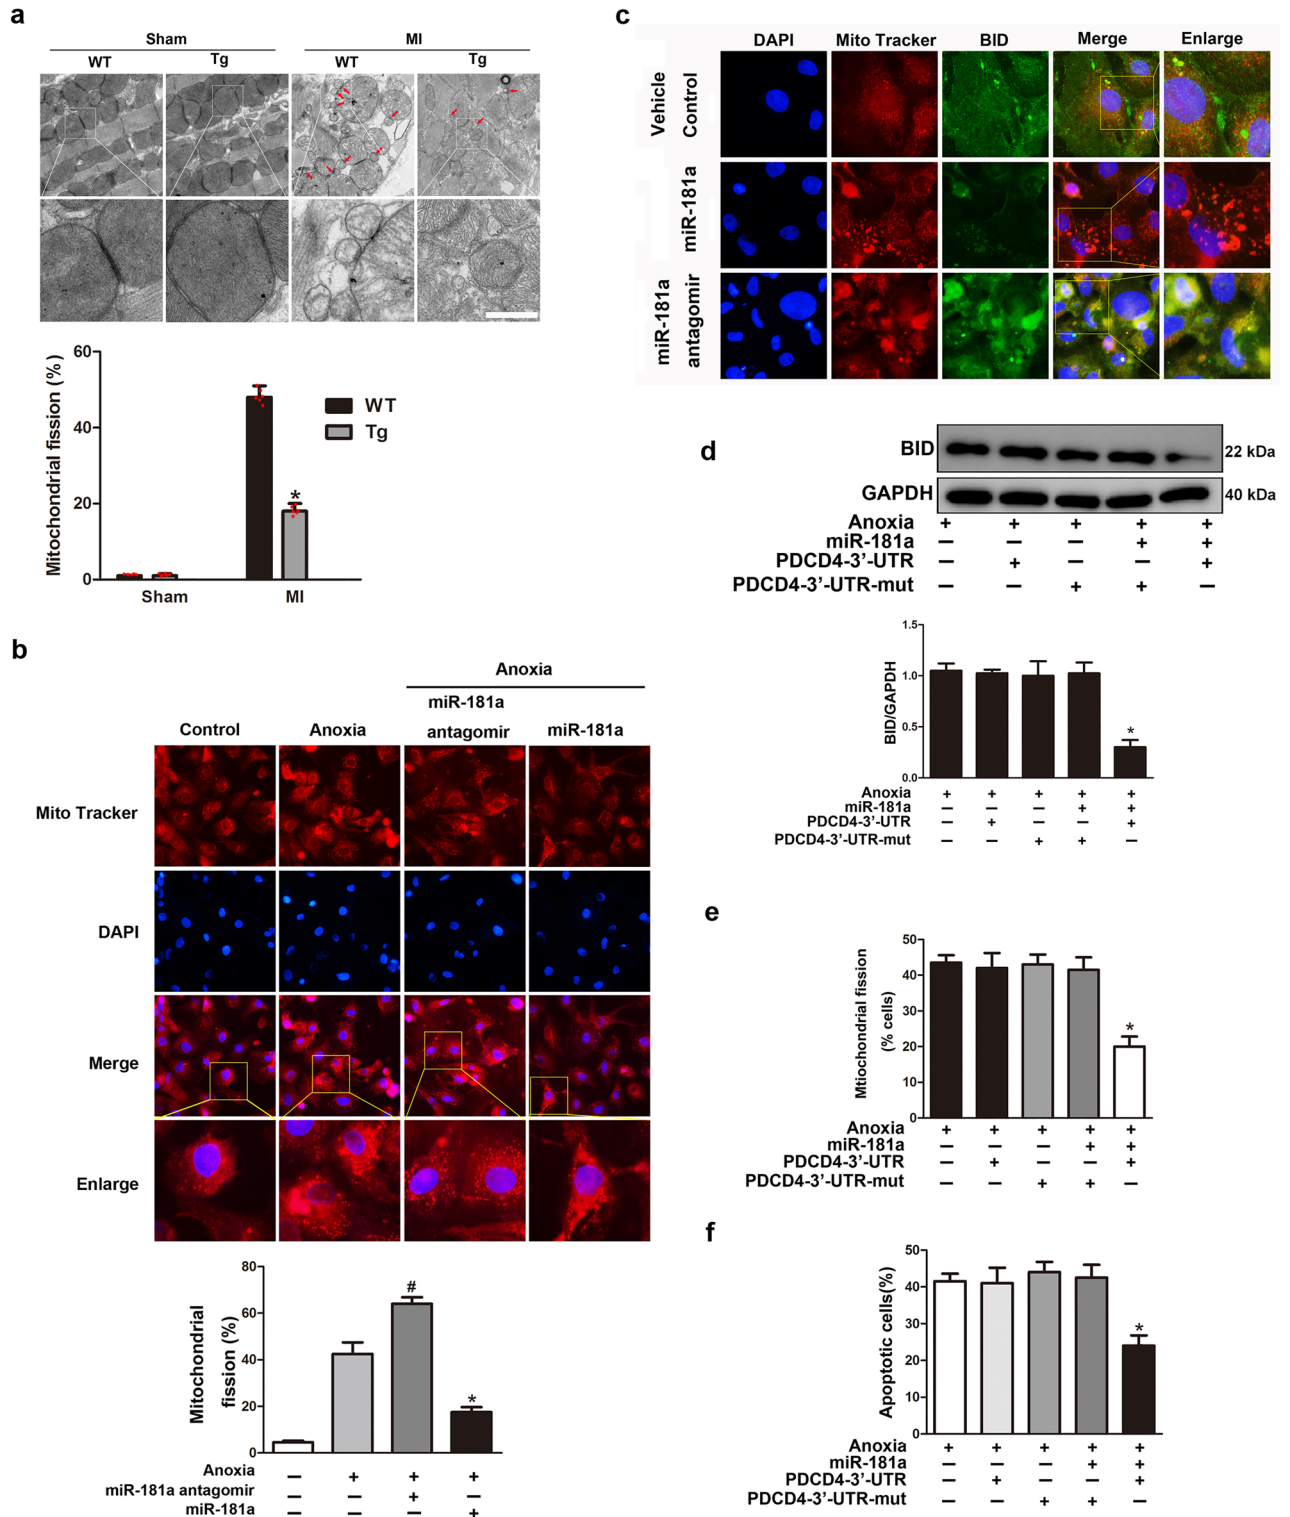 a
Sham
MI
WT
Tg
WT
Tg
60
40
20
0
Mitochondrial fission (%)
WT
Tg
*
Sham
MI
b
Anoxia
miR-181a
Control
Anoxia
antagomir
miR-181a
Mito Tracker
DAPI
Merge
Enlarge
80
60
40
20
0
Mitochondrial
fission (%)
#
*
Anoxia
– + + +
miR-181a antagomir
– – + –
miR-181a
– – – +
c
DAPI
Mito Tracker
BID
Merge
Enlarge
Vehicle
Control
miR-181a
miR-181a
antagomir
d
BID
22 kDa
GAPDH
40 kDa
Anoxia + + + + +
miR-181a – – – + +
PDCD4-3’-UTR – + – – +
PDCD4-3’-UTR-mut – – + + –
1.5
1.0
0.5
0.0
BID/GAPDH
*
Anoxia + + + + +
miR-181a – – – + +
PDCD4-3’-UTR – + – – +
PDCD4-3’-UTR-mut – – + + –
e
50
40
30
20
10
0
Mtiochondrial fission
(% cells)
*
Anoxia + + + + +
miR-181a – – – + +
PDCD4-3’-UTR – + – – +
PDCD4-3’-UTR-mut – – + + –
f
50
40
30
20
10
0
Apoptotic cells(%)
*
Anoxia + + + + +
miR-181a – – – + +
PDCD4-3’-UTR – + – – +
PDCD4-3’-UTR-mut – – + + –